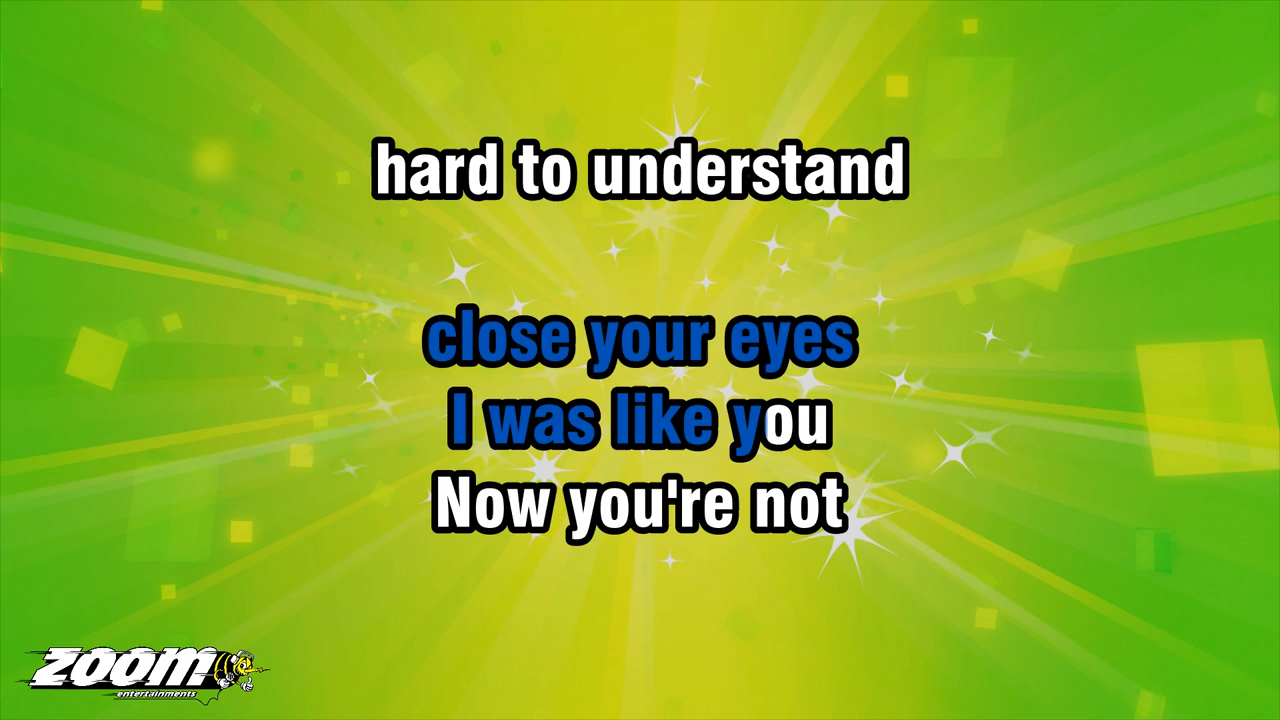 hard to understand
close your eyes
I was like you
Now you're not
zoom
entertainments